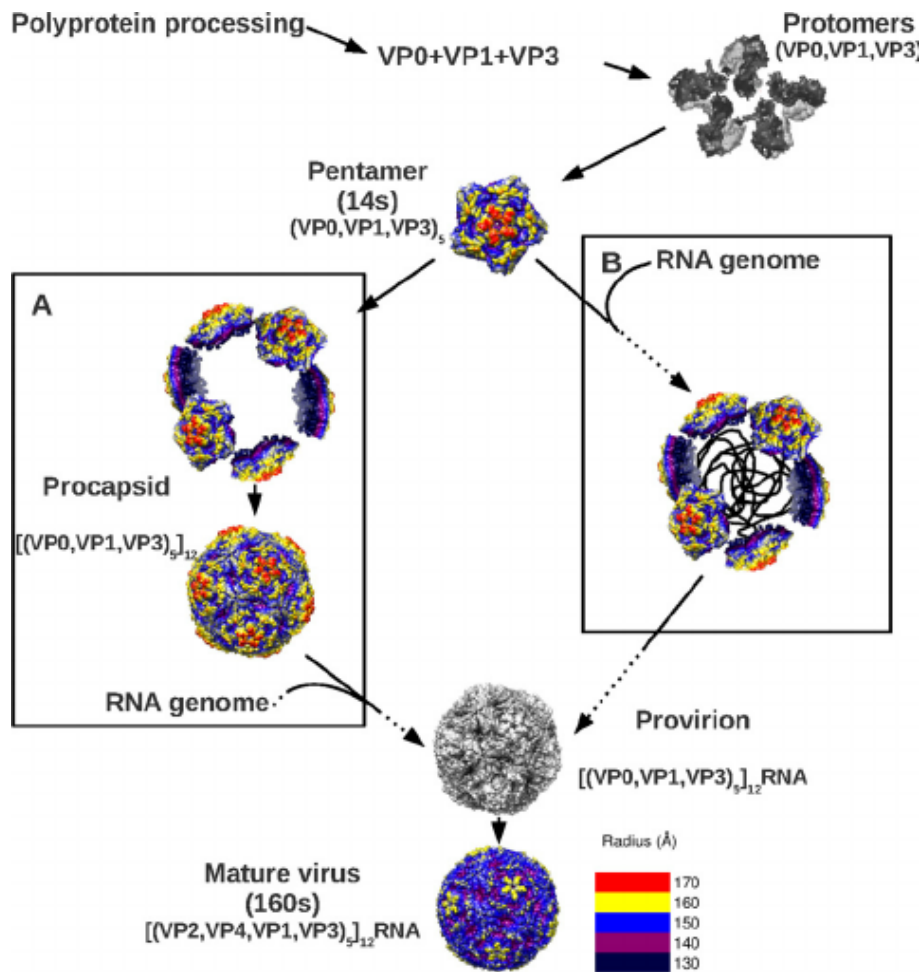 Polyprotein processing
VP0+VP1+VP3
Protomers
(VP0,VP1,VP3)
Pentamer
(14s)
(VP0,VP1,VP3)₅
A
Procapsid
[(VP0,VP1,VP3)₅]₁₂
RNA genome
B
RNA genome
Provirion
[(VP0,VP1,VP3)₅]₁₂RNA
Mature virus
(160s)
[(VP2,VP4,VP1,VP3)₅]₁₂RNA
Radius (Å)
170
160
150
140
130